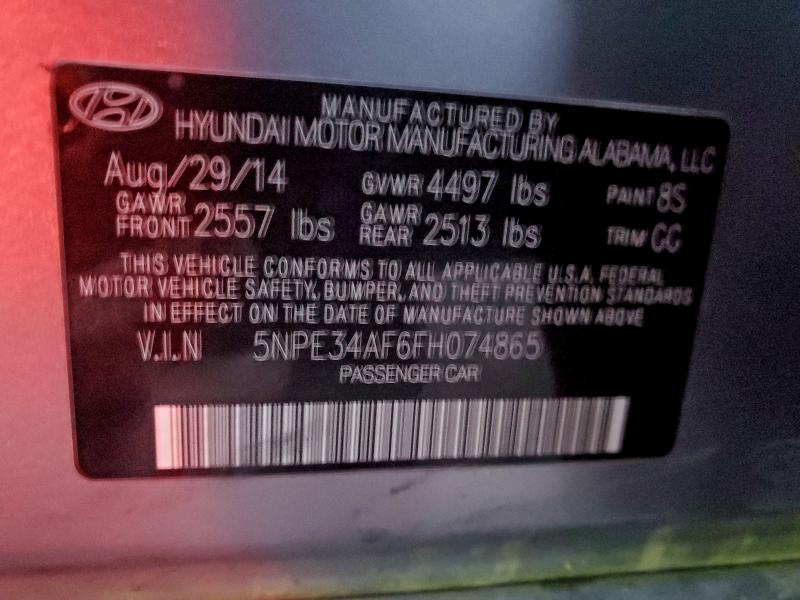 MANUFACTURED BY
HYUNDAI MOTOR MANUFACTURING ALABAMA, LLC
Aug/29/14 GVWR 4497 lbs PAINT 8S
GAWR FRONT 2557 lbs GAWR REAR 2513 lbs TRIM GG
THIS VEHICLE CONFORMS TO ALL APPLICABLE U.S.A. FEDERAL
MOTOR VEHICLE SAFETY, BUMPER, AND THEFT PREVENTION STANDARDS
IN EFFECT ON THE DATE OF MANUFACTURE SHOWN ABOVE
V.I.N 5NPE34AF6FH074865
PASSENGER CAR